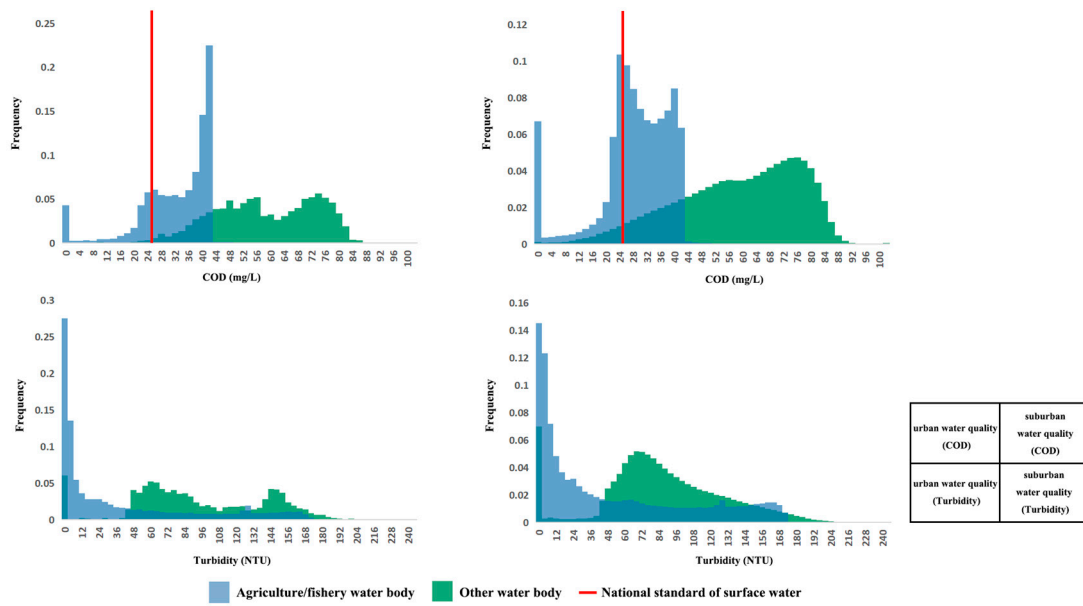 0.25
0.2
0.15
0.1
0.05
0
Frequency
0 4 8 12 16 20 24 28 32 36 40 44 48 52 56 60 64 68 72 76 80 84 88 92 96 100
COD (mg/L)
0.12
0.1
0.08
0.06
0.04
0.02
0
Frequency
0 4 8 12 16 20 24 28 32 36 40 44 48 52 56 60 64 68 72 76 80 84 88 92 96 100
COD (mg/L)
0.3
0.25
0.2
0.15
0.1
0.05
0
Frequency
0 12 24 36 48 60 72 84 96 108 120 132 144 156 168 180 192 204 216 228 240
Turbidity (NTU)
0.16
0.14
0.12
0.1
0.08
0.06
0.04
0.02
0
Frequency
0 12 24 36 48 60 72 84 96 108 120 132 144 156 168 180 192 204 216 228 240
Turbidity (NTU)
urban water quality
(COD)
suburban
water quality
(COD)
urban water quality
(Turbidity)
suburban
water quality
(Turbidity)
Agriculture/fishery water body
Other water body
National standard of surface water